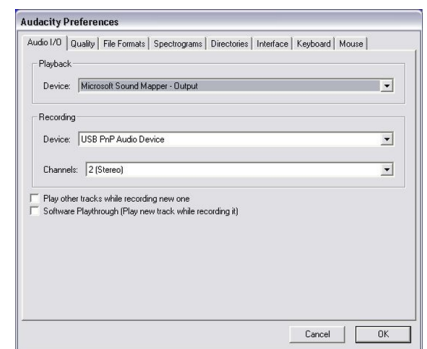 Audacity Preferences
Audio I/O Quality File Formats Spectrograms Directories Interface Keyboard Mouse
Playback
Device: Microsoft Sound Mapper - Output
Recording
Device: USB PnP Audio Device
Channels: 2 (Stereo)
Play other tracks while recording new one
Software Playthrough (Play new track while recording it)
Cancel OK